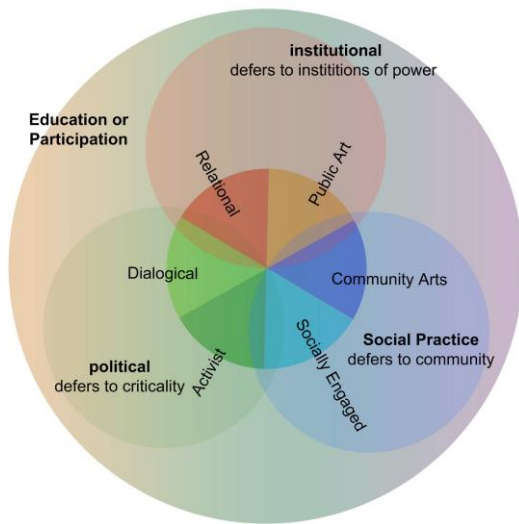 institutional
defers to instititions of power
Education or
Participation
Relational
Public Art
Dialogical
Community Arts
Social Practice
defers to community
political
defers to criticality
Activist
Socially Engaged